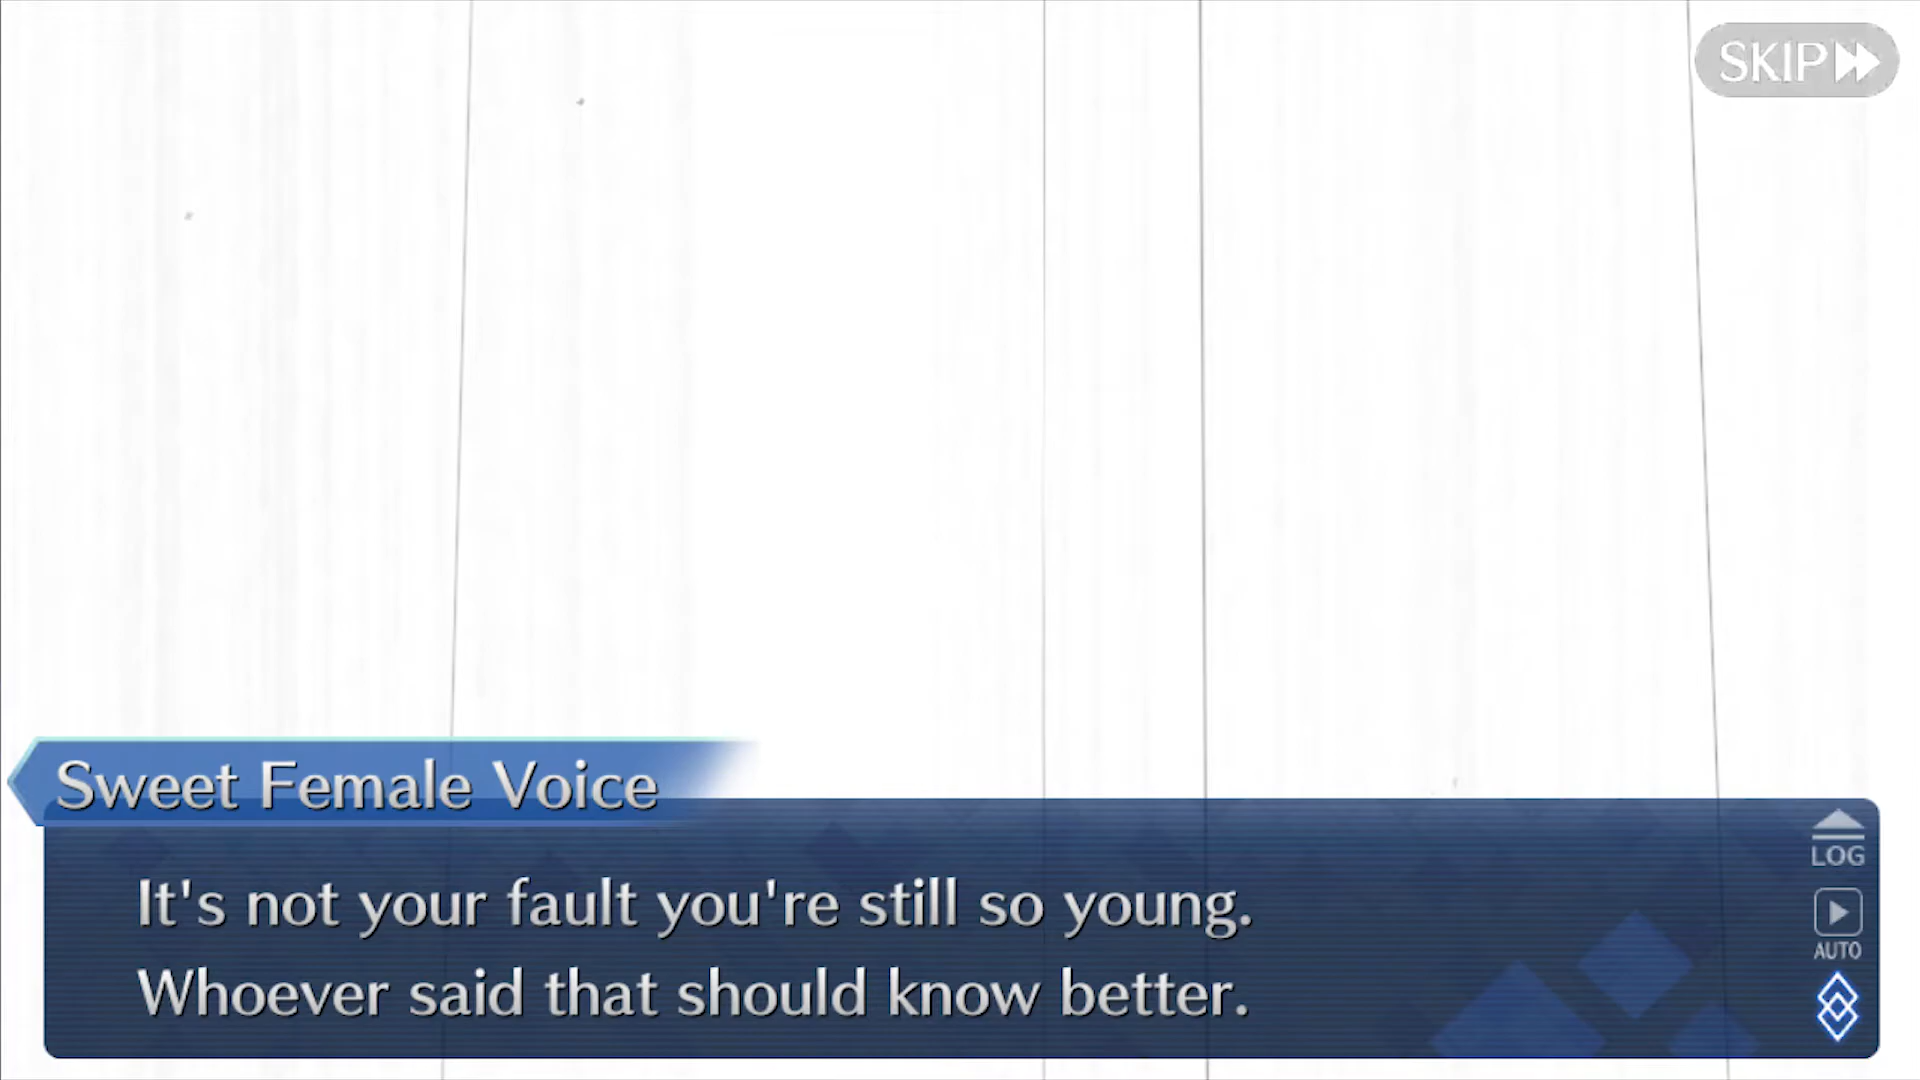 SKIP
Sweet Female Voice
It's not your fault you're still so young.
Whoever said that should know better.
LOG
AUTO